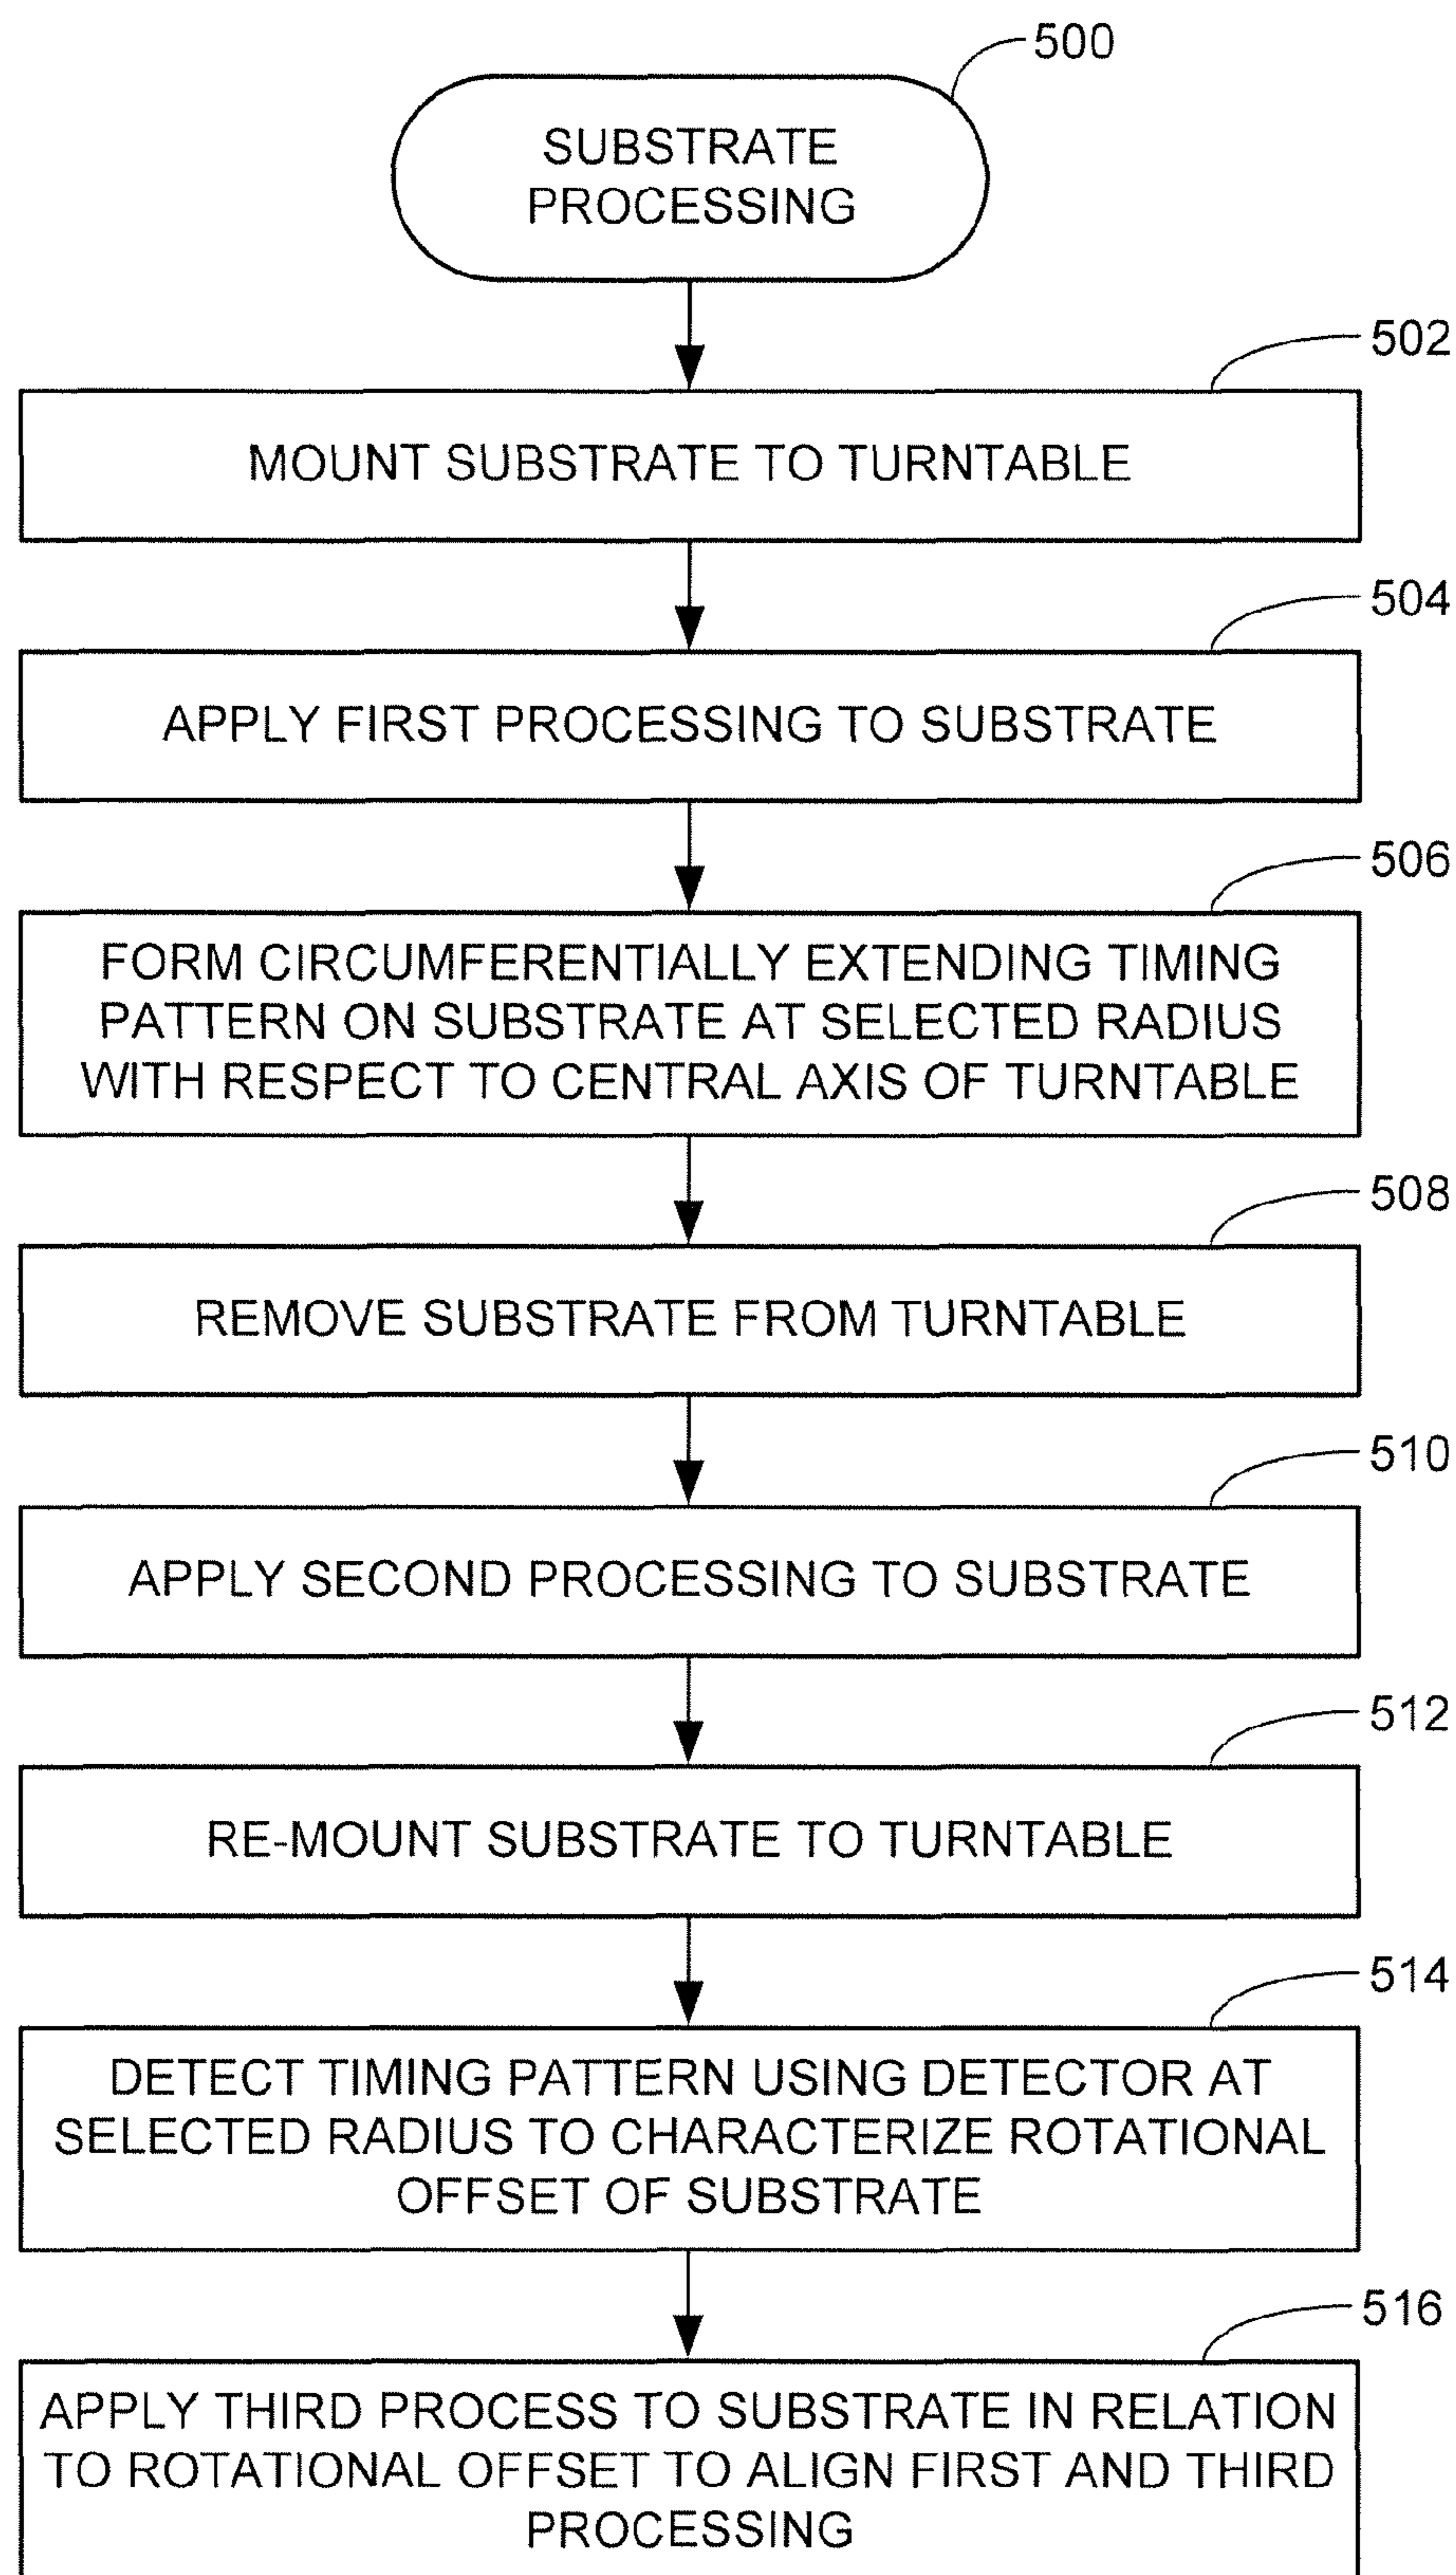 500
SUBSTRATE
PROCESSING
502
MOUNT SUBSTRATE TO TURNTABLE
504
APPLY FIRST PROCESSING TO SUBSTRATE
506
FORM CIRCUMFERENTIALLY EXTENDING TIMING
PATTERN ON SUBSTRATE AT SELECTED RADIUS
WITH RESPECT TO CENTRAL AXIS OF TURNTABLE
508
REMOVE SUBSTRATE FROM TURNTABLE
510
APPLY SECOND PROCESSING TO SUBSTRATE
512
RE-MOUNT SUBSTRATE TO TURNTABLE
514
DETECT TIMING PATTERN USING DETECTOR AT
SELECTED RADIUS TO CHARACTERIZE ROTATIONAL
OFFSET OF SUBSTRATE
516
APPLY THIRD PROCESS TO SUBSTRATE IN RELATION
TO ROTATIONAL OFFSET TO ALIGN FIRST AND THIRD
PROCESSING